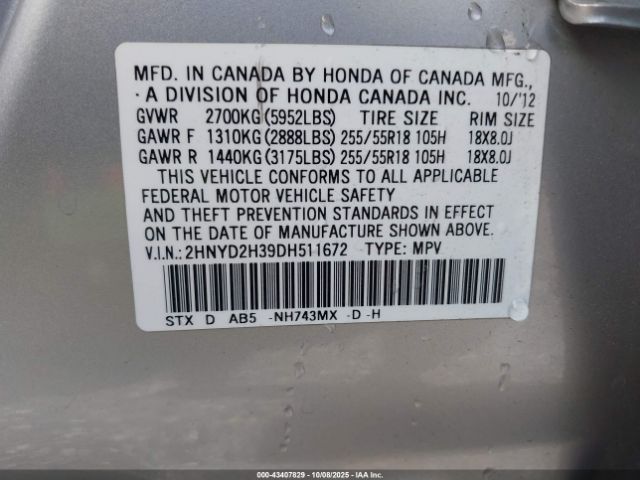 MFD. IN CANADA BY HONDA OF CANADA MFG.,
A DIVISION OF HONDA CANADA INC. 10/'12
GVWR 2700KG(5952LBS) TIRE SIZE RIM SIZE
GAWR F 1310KG(2888LBS) 255/55R18 105H 18X8.0J
GAWR R 1440KG(3175LBS) 255/55R18 105H 18X8.0J
THIS VEHICLE CONFORMS TO ALL APPLICABLE
FEDERAL MOTOR VEHICLE SAFETY
AND THEFT PREVENTION STANDARDS IN EFFECT
ON THE DATE OF MANUFACTURE SHOWN ABOVE.
V.I.N.: 2HNYD2H39DH511672 TYPE: MPV
STX D AB5 -NH743MX -D -H
000-43407829 - 10/08/2025 - IAA, Inc.